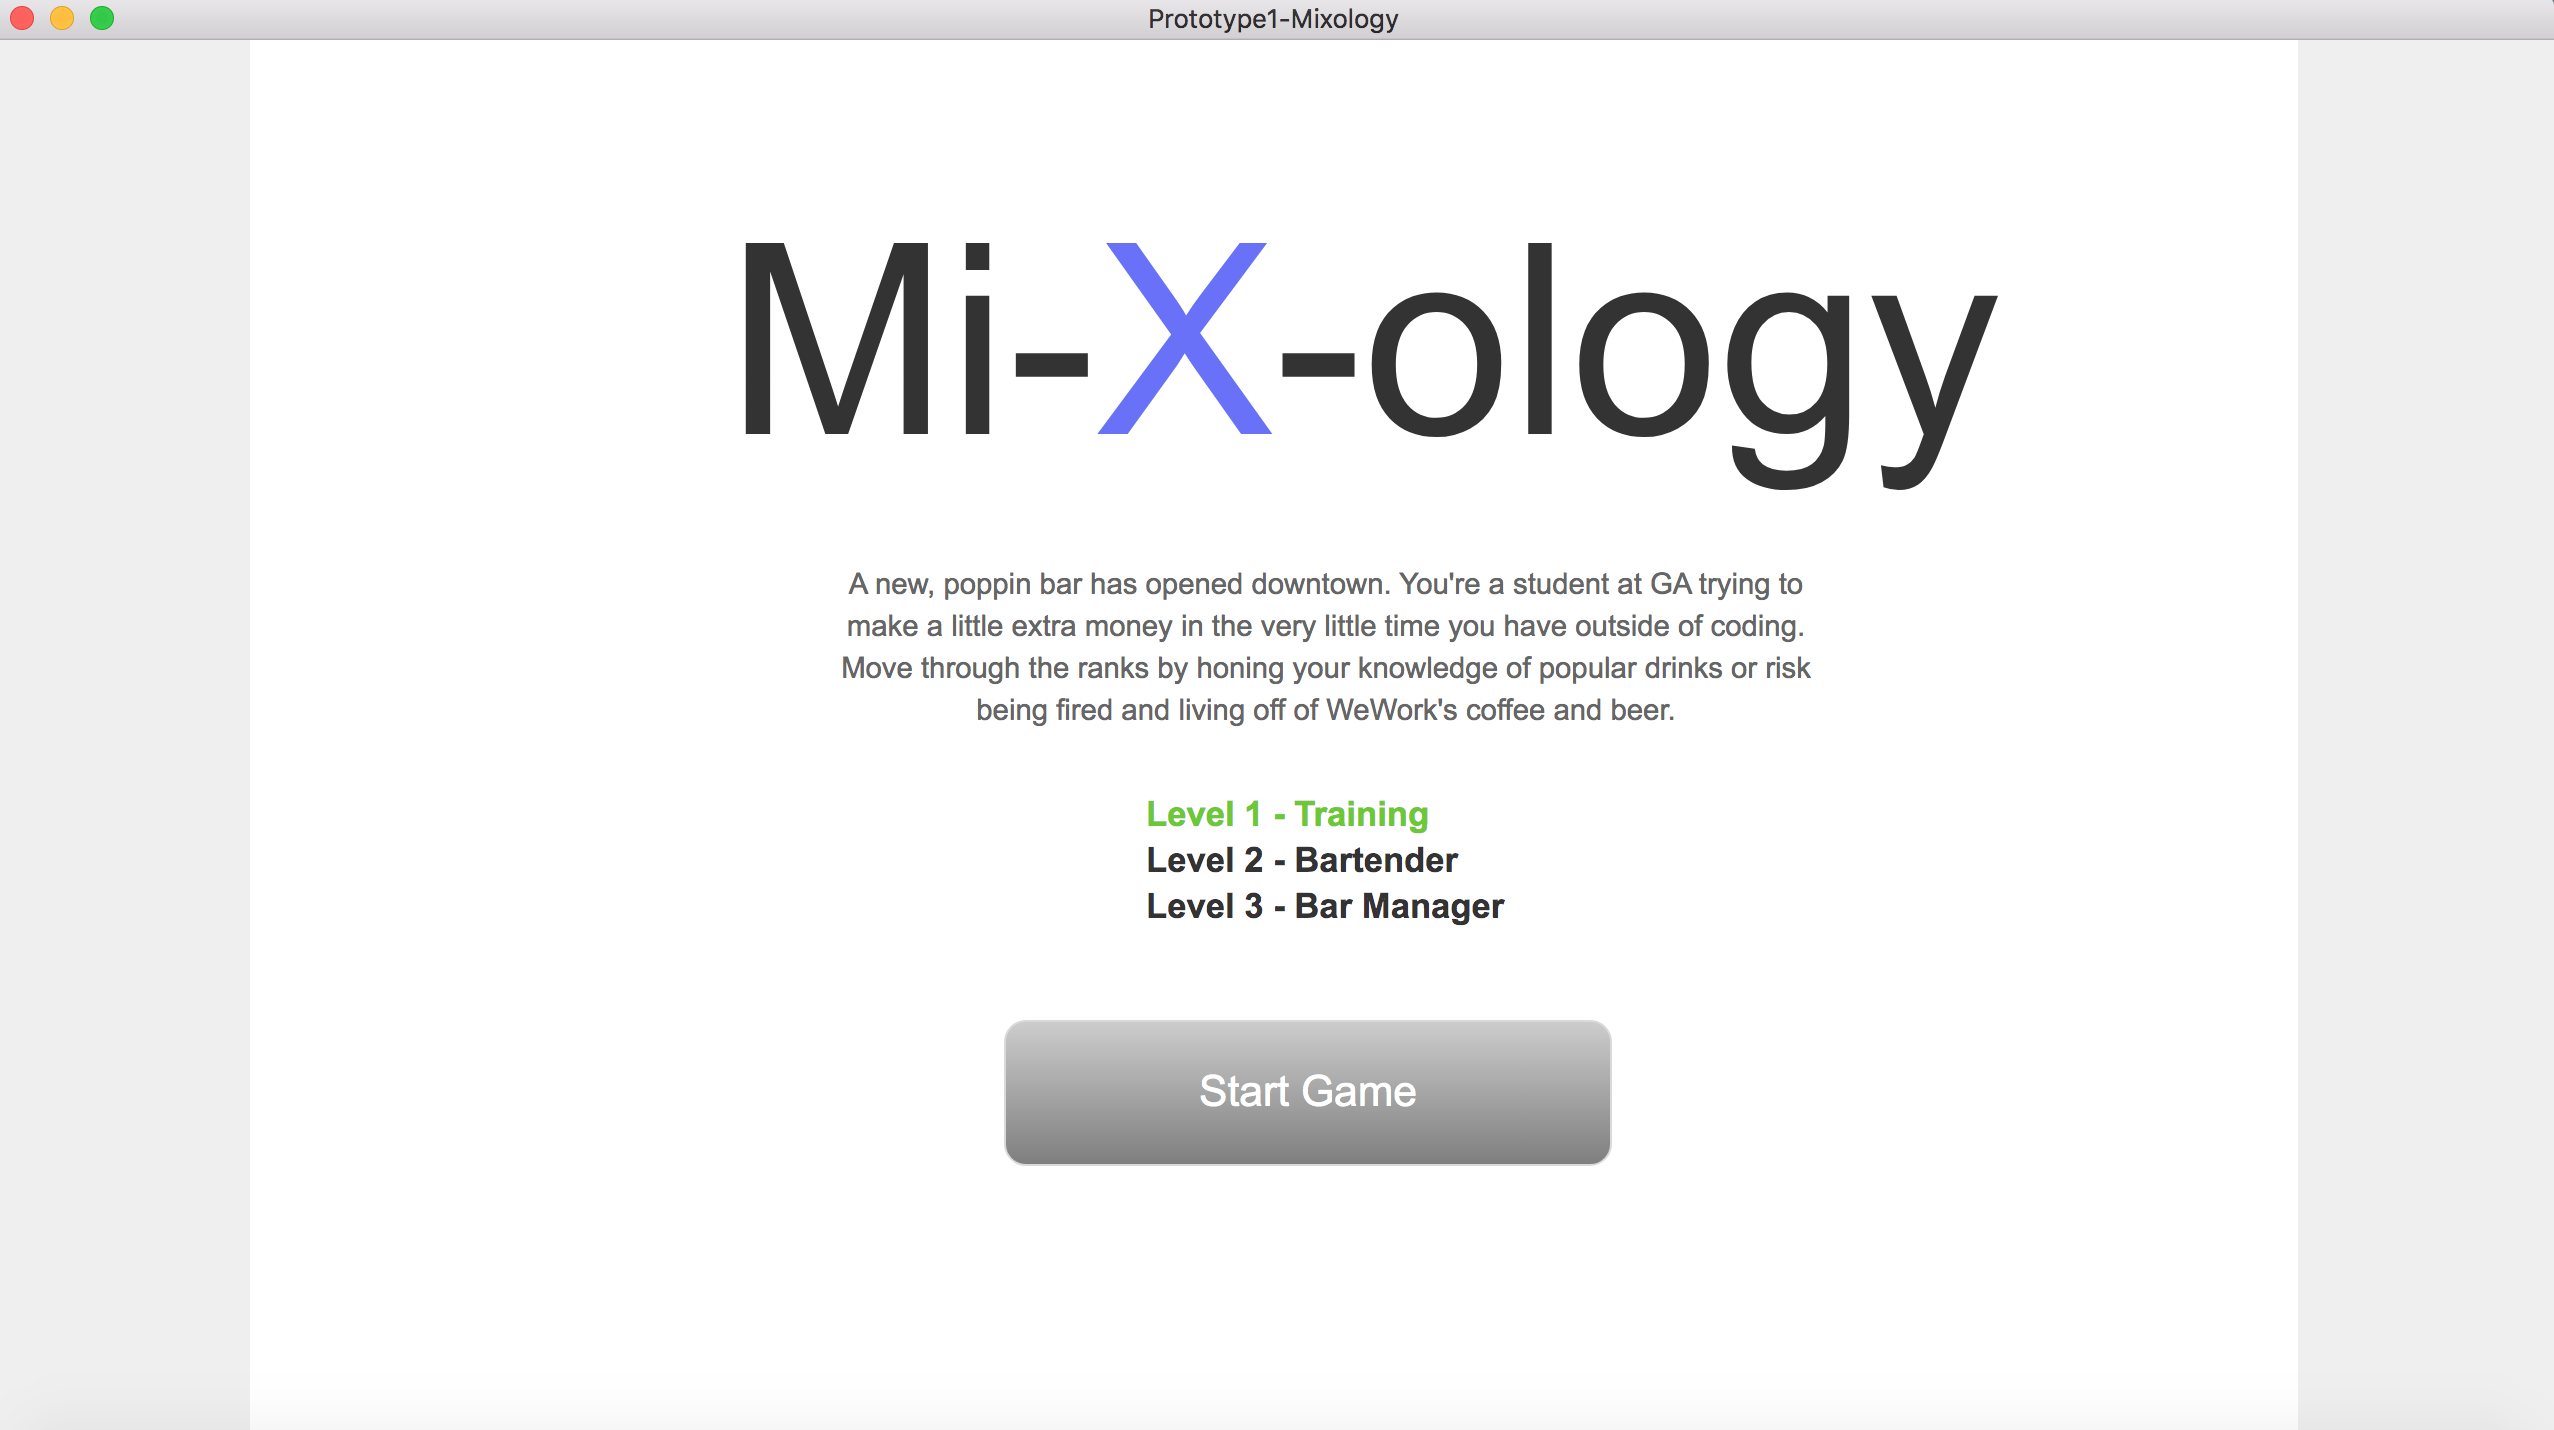 Prototype1-Mixology
Mi-X-ology
A new, poppin bar has opened downtown. You're a student at GA trying to
make a little extra money in the very little time you have outside of coding.
Move through the ranks by honing your knowledge of popular drinks or risk
being fired and living off of WeWork's coffee and beer.
Level 1 - Training
Level 2 - Bartender
Level 3 - Bar Manager
Start Game